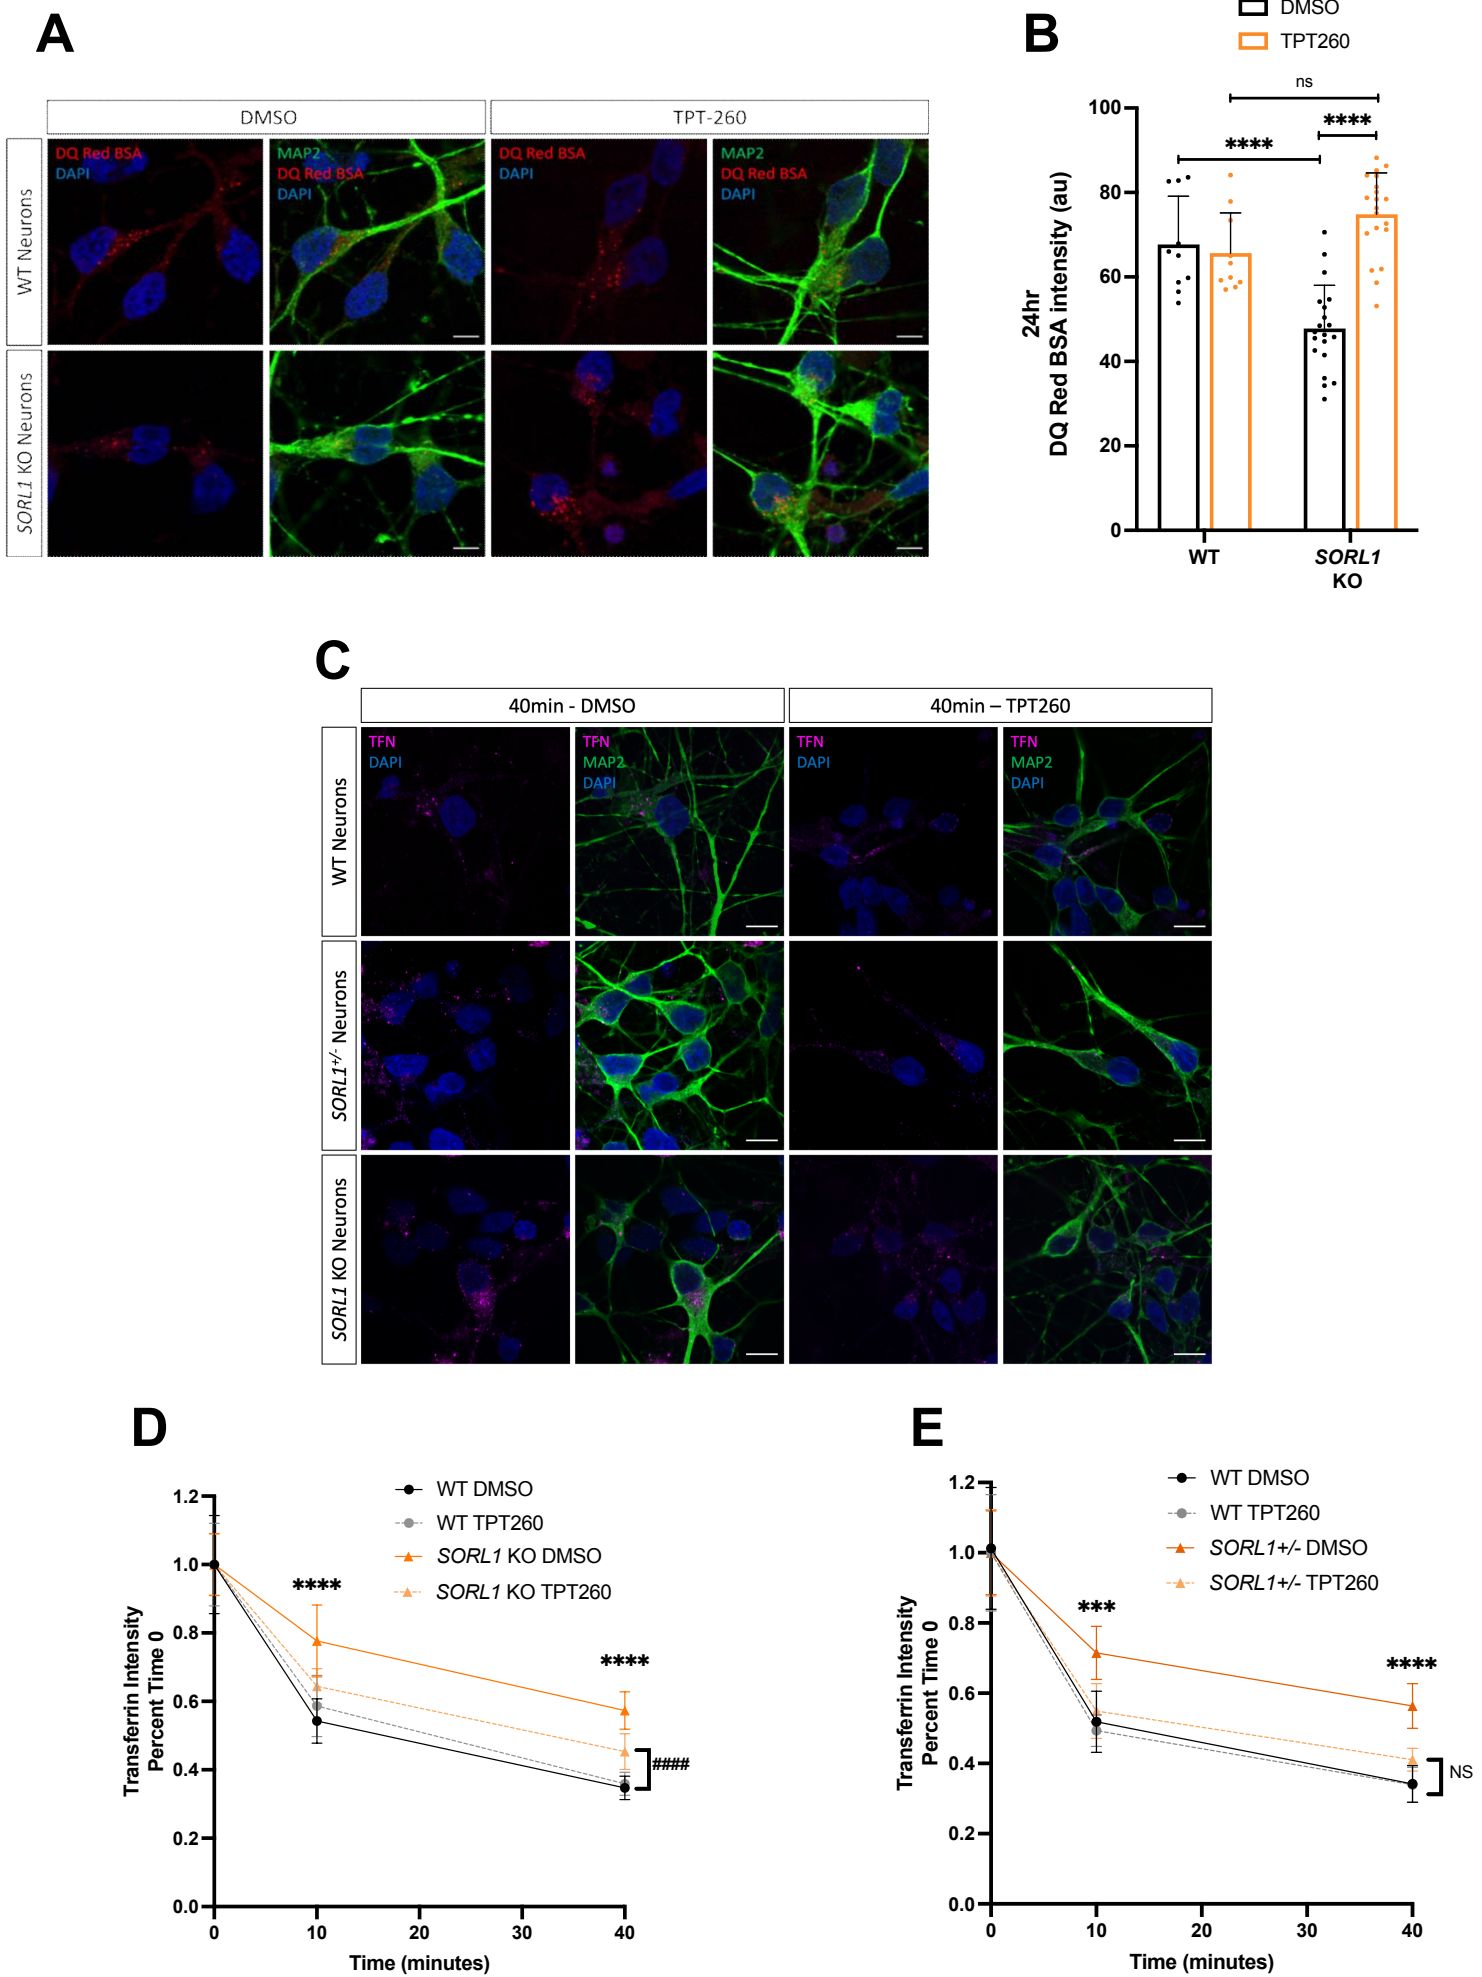 A
DMSO
TPT-260
WT Neurons
DQ Red BSA
DAPI
MAP2
DQ Red BSA
DAPI
DQ Red BSA
DAPI
MAP2
DQ Red BSA
DAPI
SORL1 KO Neurons
B
DMSO
TPT260
ns
****
****
24hr
DQ Red BSA intensity (au)
100
80
60
40
20
0
WT
SORL1
KO
C
40min - DMSO
40min – TPT260
WT Neurons
TFN
DAPI
TFN
MAP2
DAPI
TFN
DAPI
TFN
MAP2
DAPI
SORL1+/- Neurons
SORL1 KO Neurons
D
WT DMSO
WT TPT260
SORL1 KO DMSO
SORL1 KO TPT260
****
****
####
Transferrin Intensity
Percent Time 0
1.2
1.0
0.8
0.6
0.4
0.2
0.0
0 10 20 30 40
Time (minutes)
E
WT DMSO
WT TPT260
SORL1+/- DMSO
SORL1+/- TPT260
***
****
NS
Transferrin Intensity
Percent Time 0
1.2
1.0
0.8
0.6
0.4
0.2
0.0
0 10 20 30 40
Time (minutes)